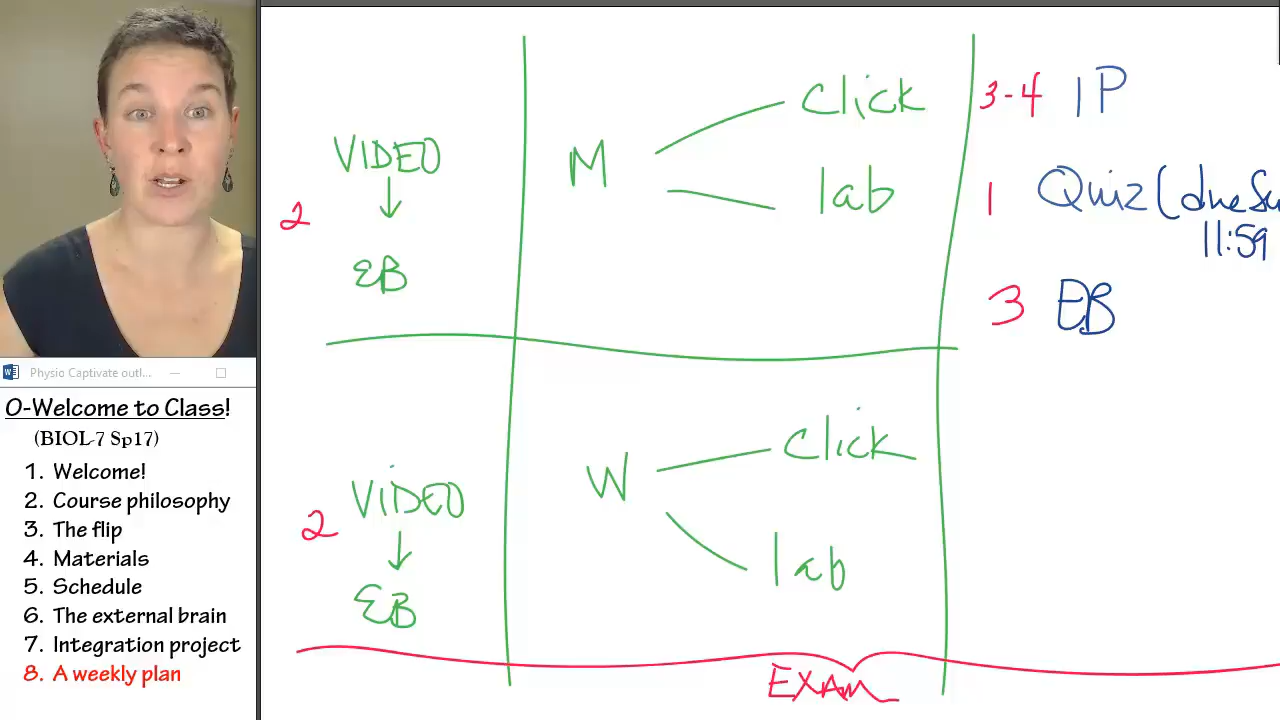 Physio Captivate outl...
O-Welcome to Class!
(BIOL-7 Sp17)
1. Welcome!
2. Course philosophy
3. The flip
4. Materials
5. Schedule
6. The external brain
7. Integration project
8. A weekly plan
2
VIDEO
EB
M
Click
lab
3-4 IP
1 Quiz (due Su
11:59
3 EB
2
VIDEO
EB
W
Click
lab
EXAM